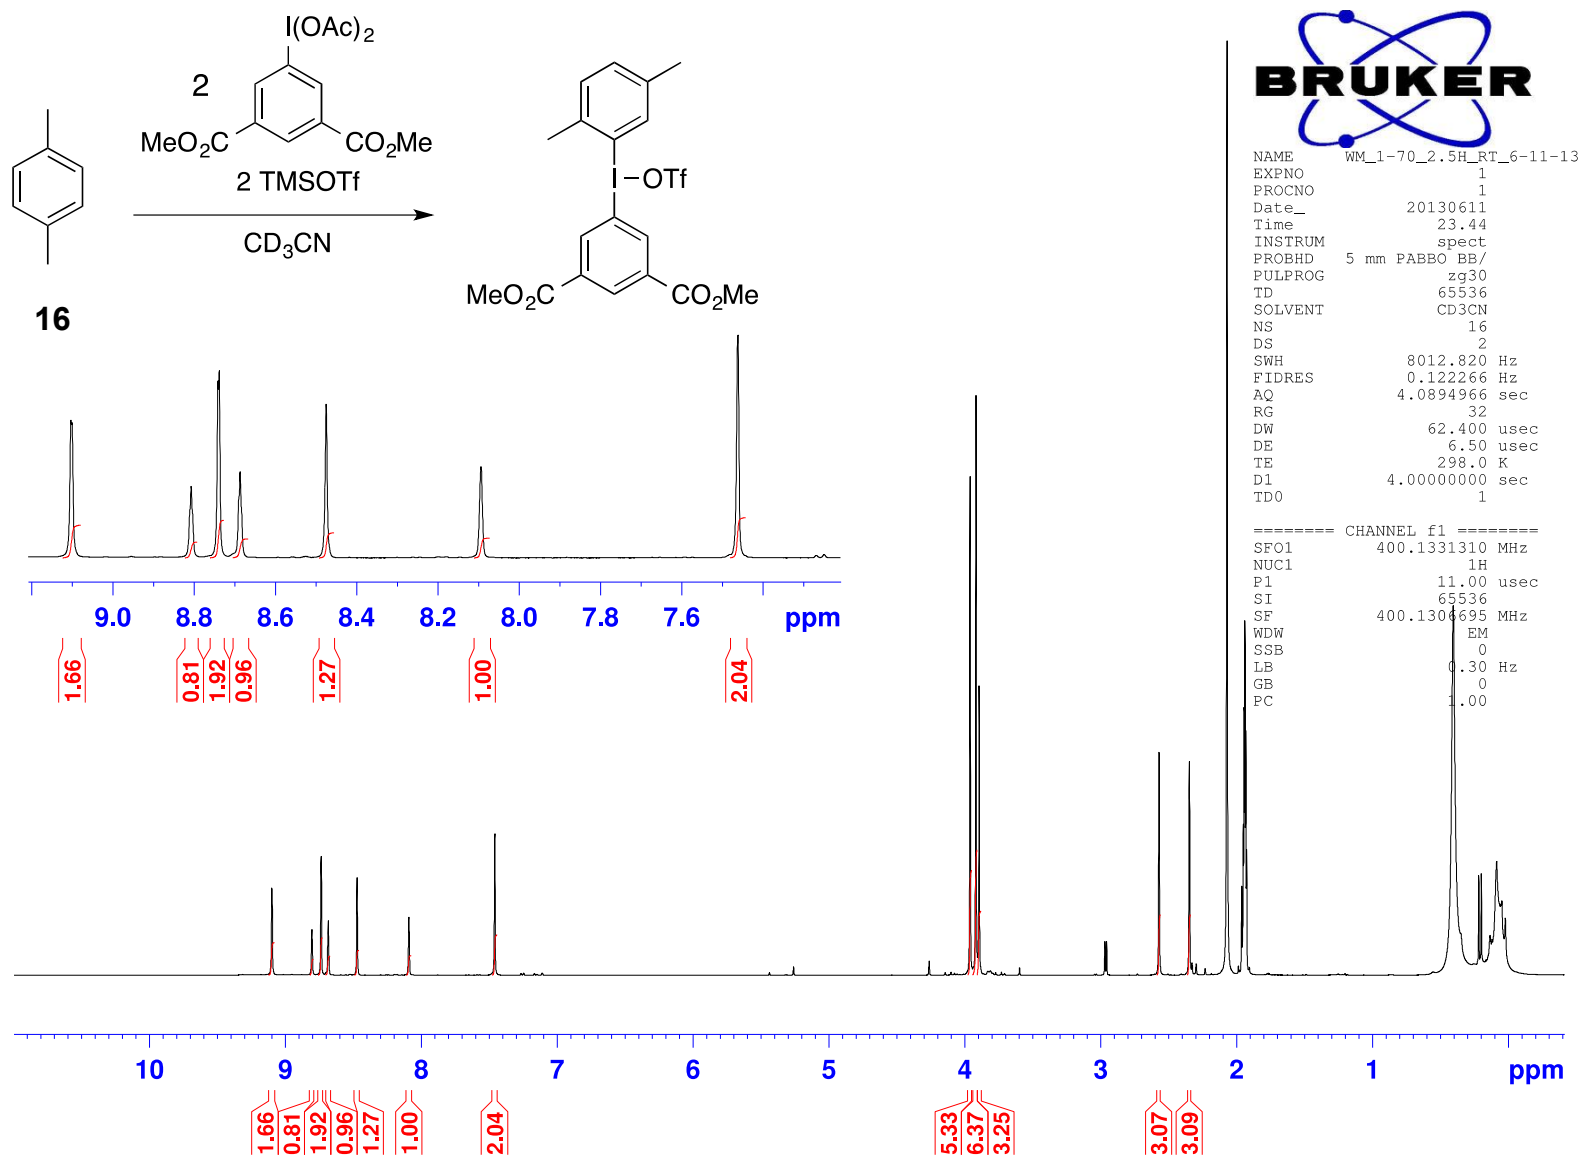 I(OAc)2
2
MeO2C
CO2Me
2 TMSOTf
CD3CN
16
I
OTf
MeO2C
CO2Me
BRUKER
NAME WM_1-70_2.5H_RT_6-11-13
EXPNO 1
PROCNO 1
Date_ 20130611
Time 23.44
INSTRUM spect
PROBHD 5 mm PABBO BB/
PULPROG zg30
TD 65536
SOLVENT CD3CN
NS 16
DS 2
SWH 8012.820 Hz
FIDRES 0.122266 Hz
AQ 4.0894966 sec
RG 32
DW 62.400 usec
DE 6.50 usec
TE 298.0 K
D1 4.00000000 sec
TD0 1
======== CHANNEL f1 ========
SFO1 400.1331310 MHz
NUC1 1H
P1 11.00 usec
SI 65536
SF 400.1306695 MHz
WDW EM
SSB 0
LB 0.30 Hz
GB 0
PC 1.00
9.0 8.8 8.6 8.4 8.2 8.0 7.8 7.6 ppm
1.66 0.81 1.92 0.96 1.27 1.00 2.04
10 9 8 7 6 5 4 3 2 1 ppm
1.66 0.81 1.92 0.96 1.27 1.00 2.04 5.33 6.37 3.25 3.07 3.09